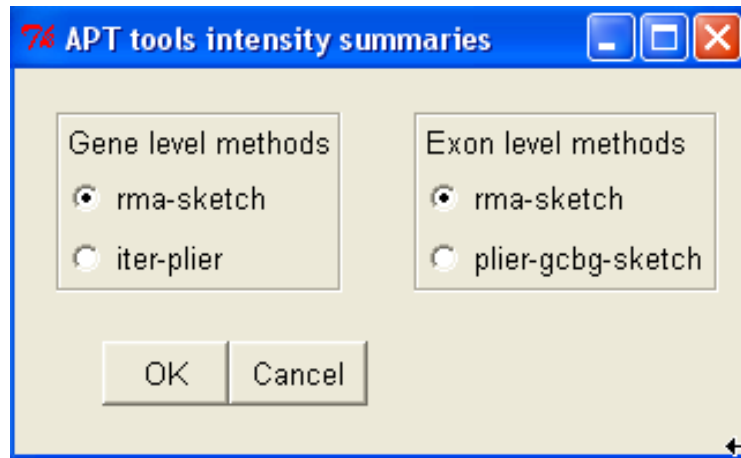 Tk APT tools intensity summaries
Gene level methods
rma-sketch
iter-plier
Exon level methods
rma-sketch
plier-gcbg-sketch
OK
Cancel